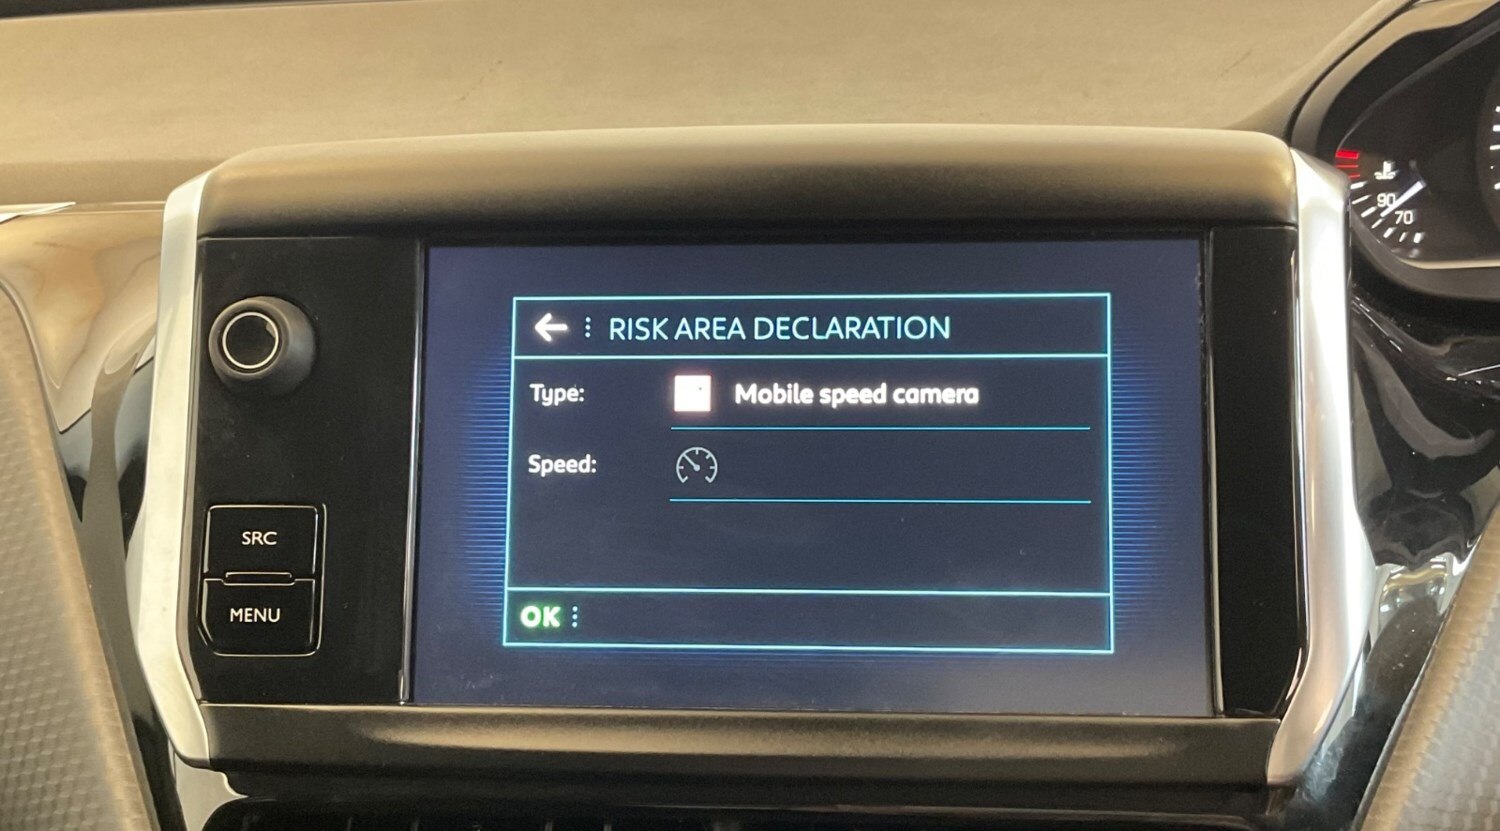 RISK AREA DECLARATION
Type: Mobile speed camera
Speed:
OK
SRC
MENU
90
70